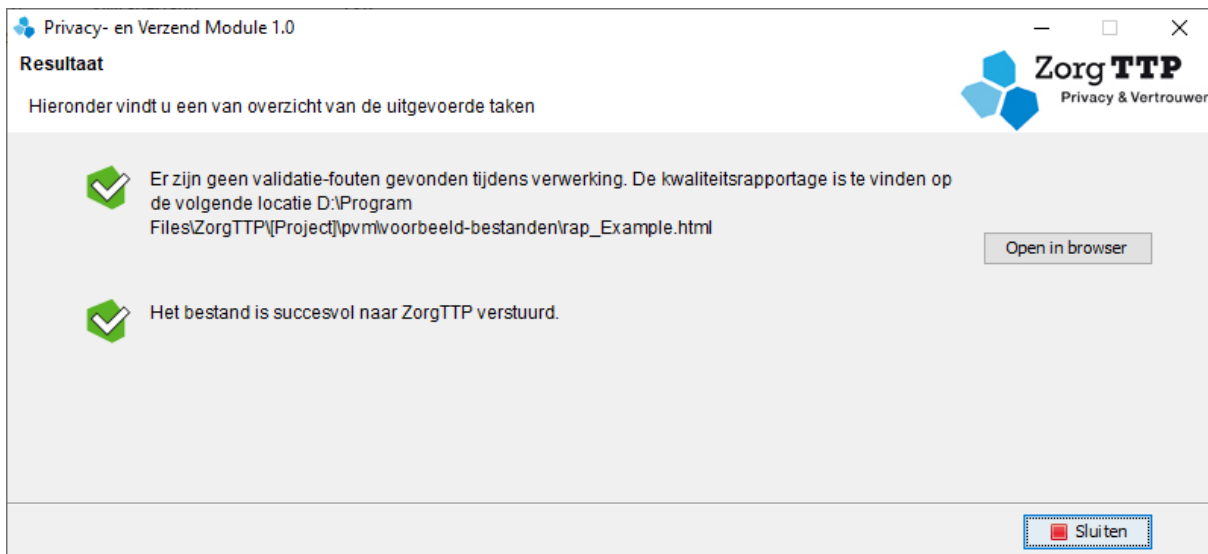 Privacy- en Verzend Module 1.0
Resultaat
Hieronder vindt u een van overzicht van de uitgevoerde taken
Zorg TTP
Privacy & Vertrouwen
Er zijn geen validatie-fouten gevonden tijdens verwerking. De kwaliteitsrapportage is te vinden op
de volgende locatie D:\Program
Files\ZorgTTP\[Project]\pvm\voorbeeld-bestanden\rap_Example.html
Open in browser
Het bestand is succesvol naar ZorgTTP verstuurd.
Sluiten